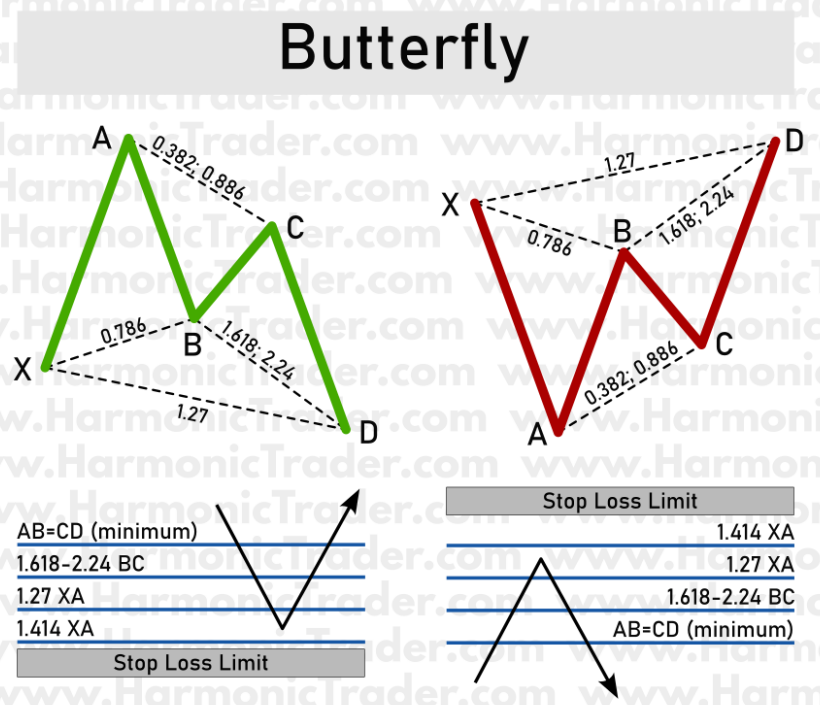 Butterfly
A
0.382; 0.886
C
X
0.786
B
1.618; 2.24
1.27
D
D
1.27
X
B
0.786
1.618; 2.24
C
0.382; 0.886
A
AB=CD (minimum)
1.618-2.24 BC
1.27 XA
1.414 XA
Stop Loss Limit
Stop Loss Limit
1.414 XA
1.27 XA
1.618-2.24 BC
AB=CD (minimum)
www.HarmonicTrader.com